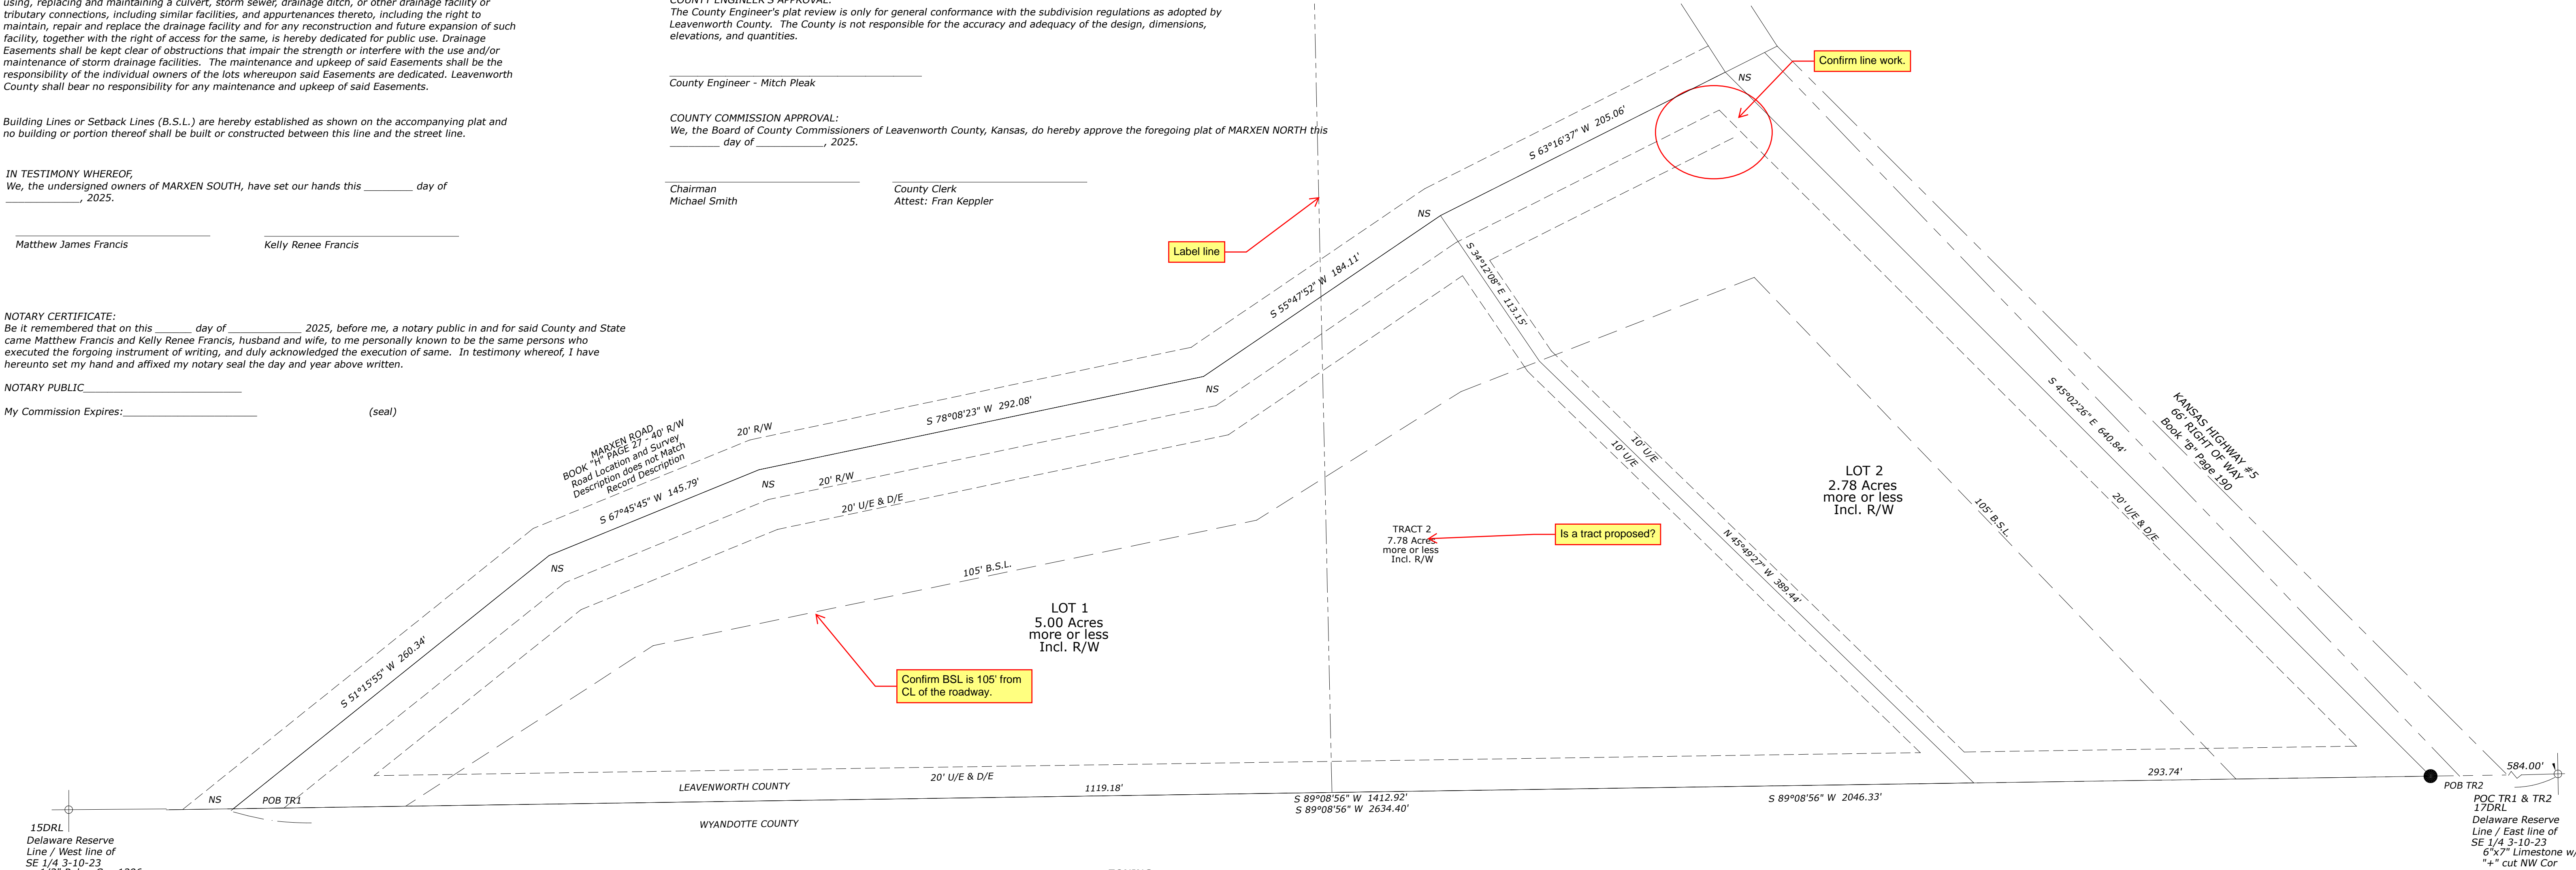 using, replacing and maintaining a culvert, storm sewer, drainage ditch, or other drainage facility or
tributary connections, including similar facilities, and appurtenances thereto, including the right to
maintain, repair and replace the drainage facility and for any reconstruction and future expansion of such
facility, together with the right of access for the same, is hereby dedicated for public use. Drainage
Easements shall be kept clear of obstructions that impair the strength or interfere with the use and/or
maintenance of storm drainage facilities.  The maintenance and upkeep of said Easements shall be the
responsibility of the individual owners of the lots whereupon said Easements are dedicated. Leavenworth
County shall bear no responsibility for any maintenance and upkeep of said Easements.
Building Lines or Setback Lines (B.S.L.) are hereby established as shown on the accompanying plat and
no building or portion thereof shall be built or constructed between this line and the street line.
IN TESTIMONY WHEREOF,
We, the undersigned owners of MARXEN SOUTH, have set our hands this ________ day of
____________, 2025.
Matthew James Francis
Kelly Renee Francis
NOTARY CERTIFICATE:
Be it remembered that on this ______ day of ____________ 2025, before me, a notary public in and for said County and State
came Matthew Francis and Kelly Renee Francis, husband and wife, to me personally known to be the same persons who
executed the forgoing instrument of writing, and duly acknowledged the execution of same.  In testimony whereof, I have
hereunto set my hand and affixed my notary seal the day and year above written.
NOTARY PUBLIC__________________________
My Commission Expires:______________________ (seal)
COUNTY ENGINEER'S APPROVAL:
The County Engineer's plat review is only for general conformance with the subdivision regulations as adopted by
Leavenworth County.  The County is not responsible for the accuracy and adequacy of the design, dimensions,
elevations, and quantities.
County Engineer - Mitch Pleak
COUNTY COMMISSION APPROVAL:
We, the Board of County Commissioners of Leavenworth County, Kansas, do hereby approve the foregoing plat of MARXEN NORTH this
________ day of ____________, 2025.
Chairman
Michael Smith
County Clerk
Attest: Fran Keppler
Confirm line work.
Label line
Is a tract proposed?
Confirm BSL is 105' from
CL of the roadway.
NS
S 63°16'37" W  205.06'
NS
S 34°12'08" E  113.15'
S 55°47'52" W  184.11'
NS
S 78°08'23" W  292.08'
20' R/W
MARXEN ROAD
BOOK "H" PAGE 27 - 40' R/W
Road Location and Survey
Description does not Match
Record Description
S 67°45'45" W  145.79'
NS
20' R/W
20' U/E & D/E
NS
S 51°15'55" W  260.34'
105' B.S.L.
LOT 1
5.00 Acres
more or less
Incl. R/W
TRACT 2
7.78 Acres
more or less
Incl. R/W
10' U/E
10' U/E
N 45°49'27" W  389.44'
LOT 2
2.78 Acres
more or less
Incl. R/W
105' B.S.L.
S 45°02'26" E  640.84'
20' U/E & D/E
KANSAS HIGHWAY #5
66' RIGHT OF WAY
Book "B" Page 190
NS
POB TR1
LEAVENWORTH COUNTY
20' U/E & D/E
1119.18'
WYANDOTTE COUNTY
S 89°08'56" W  1412.92'
S 89°08'56" W  2634.40'
S 89°08'56" W  2046.33'
293.74'
584.00'
POB TR2
POC TR1 & TR2
17DRL
Delaware Reserve
Line / East line of
SE 1/4 3-10-23
6"x7" Limestone w/
"+" cut NW Cor
15DRL
Delaware Reserve
Line / West line of
SE 1/4 3-10-23